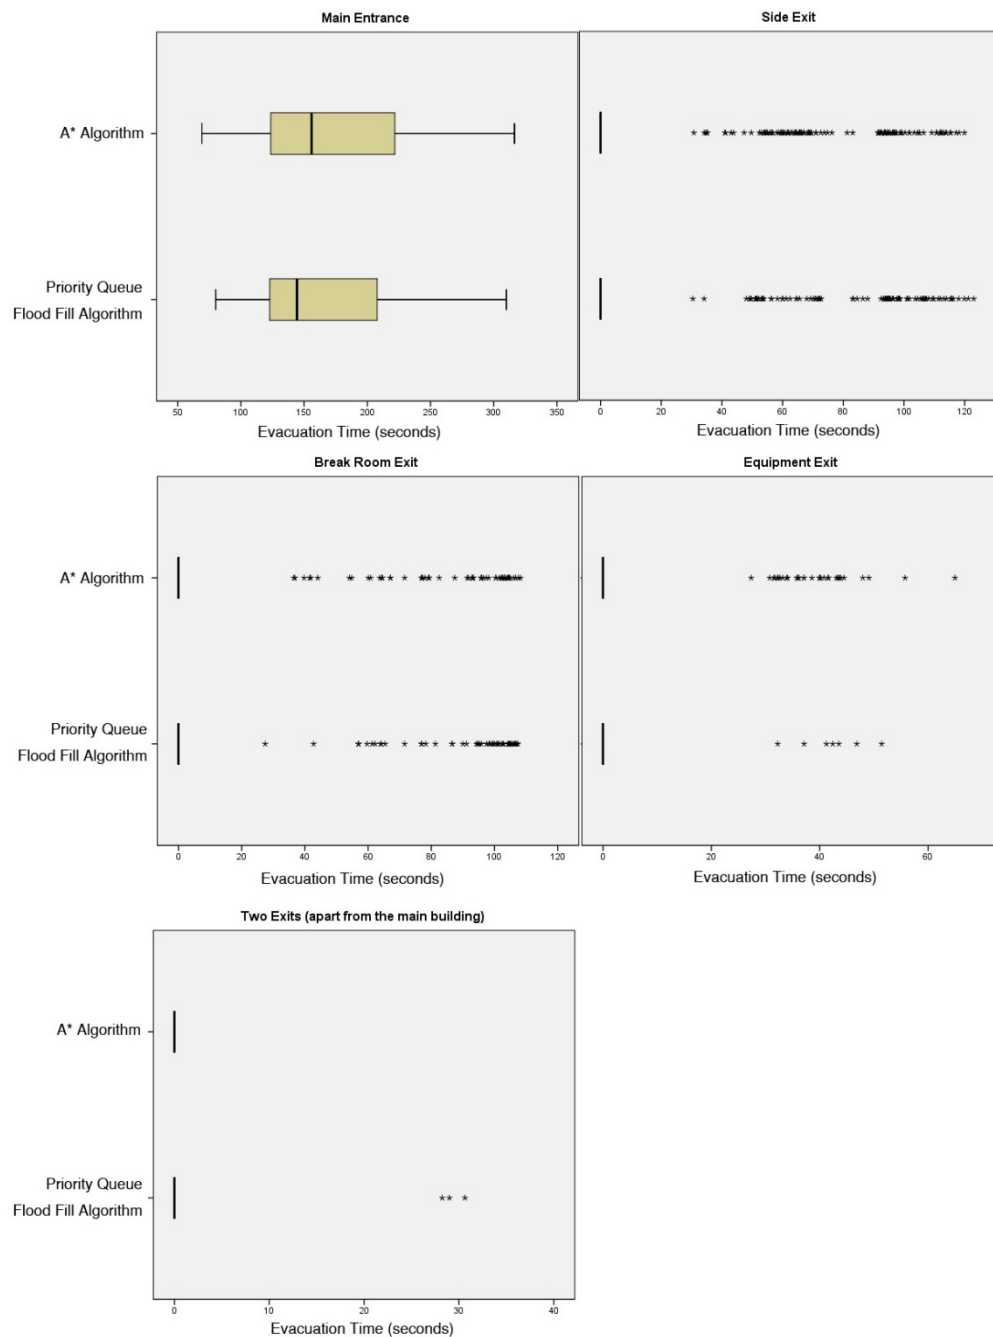 Main Entrance
A* Algorithm
Priority Queue
Flood Fill Algorithm
50 100 150 200 250 300 350
Evacuation Time (seconds)
Side Exit
0 20 40 60 80 100 120
Evacuation Time (seconds)
Break Room Exit
A* Algorithm
Priority Queue
Flood Fill Algorithm
0 20 40 60 80 100 120
Evacuation Time (seconds)
Equipment Exit
0 20 40 60
Evacuation Time (seconds)
Two Exits (apart from the main building)
A* Algorithm
Priority Queue
Flood Fill Algorithm
0 10 20 30 40
Evacuation Time (seconds)